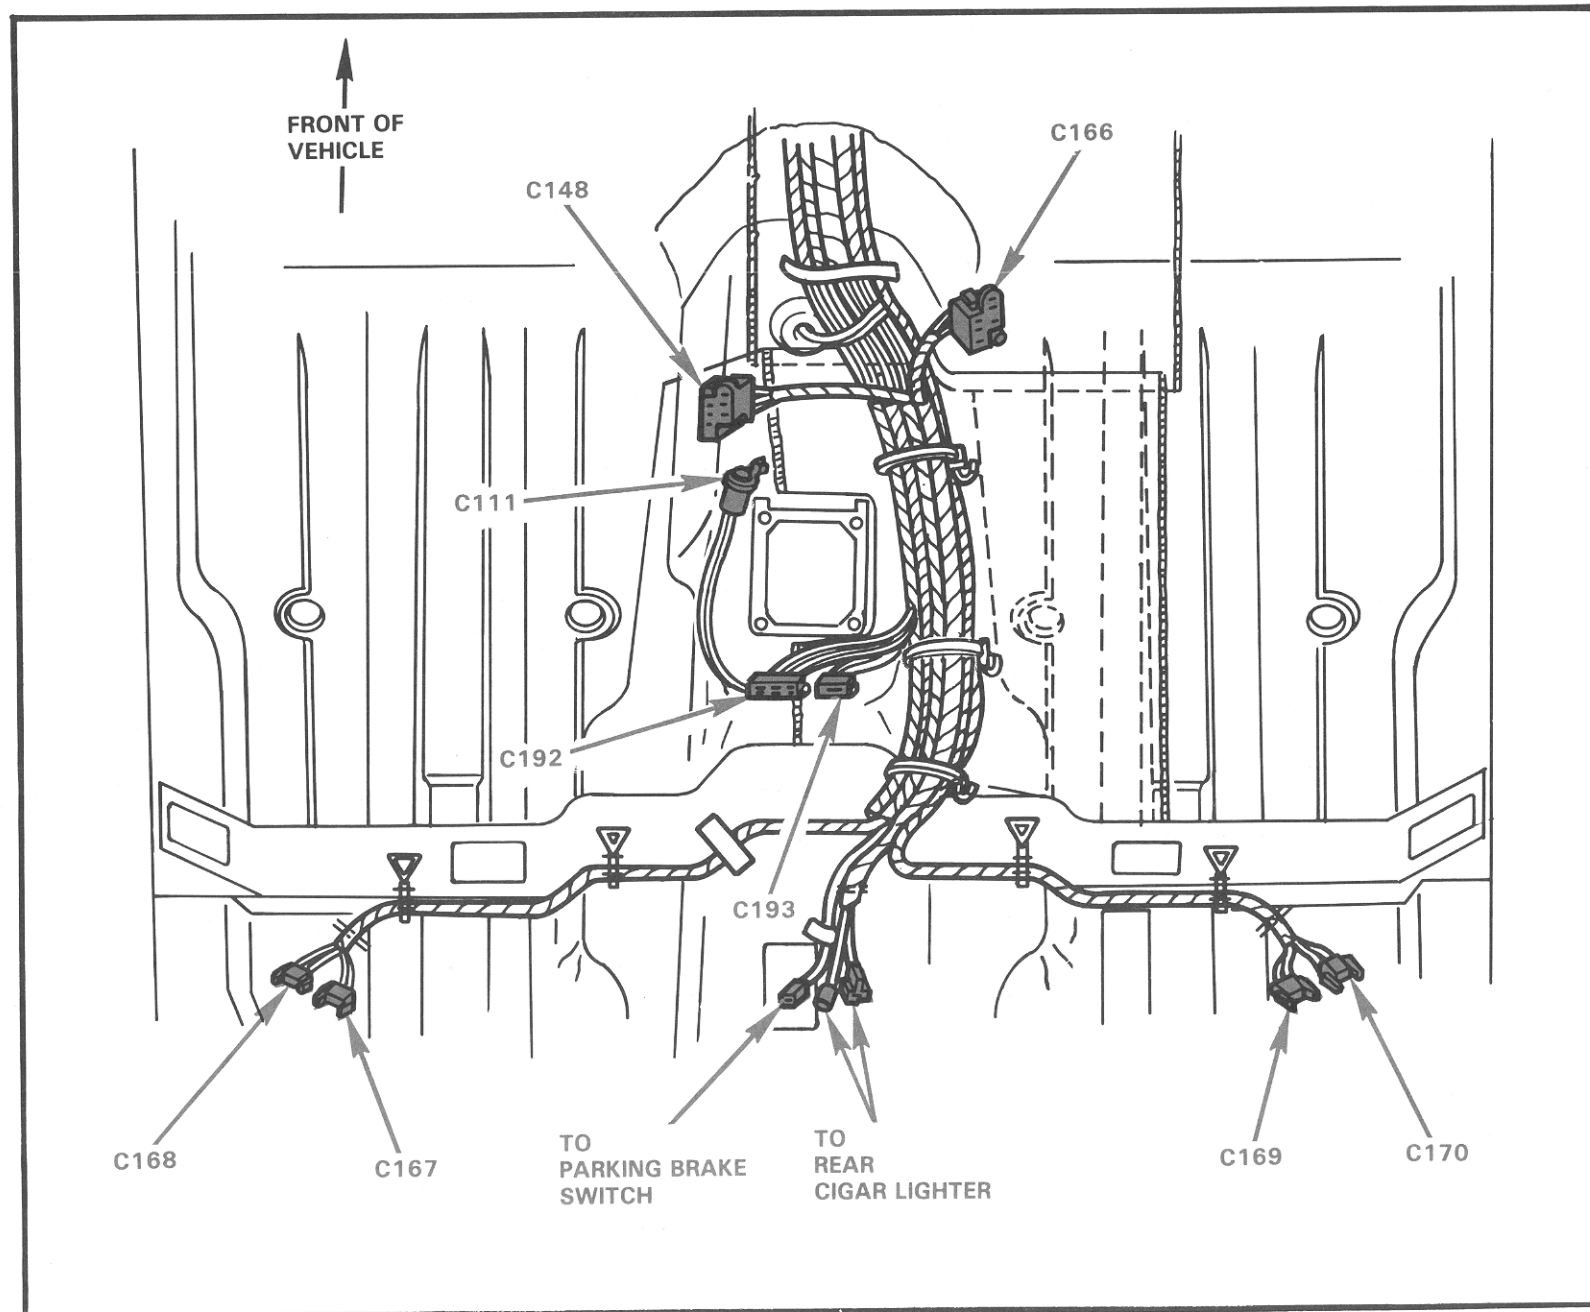 FRONT OF
VEHICLE
C166
C148
C111
C192
C193
C168
C167
TO
PARKING BRAKE
SWITCH
TO
REAR
CIGAR LIGHTER
C169
C170